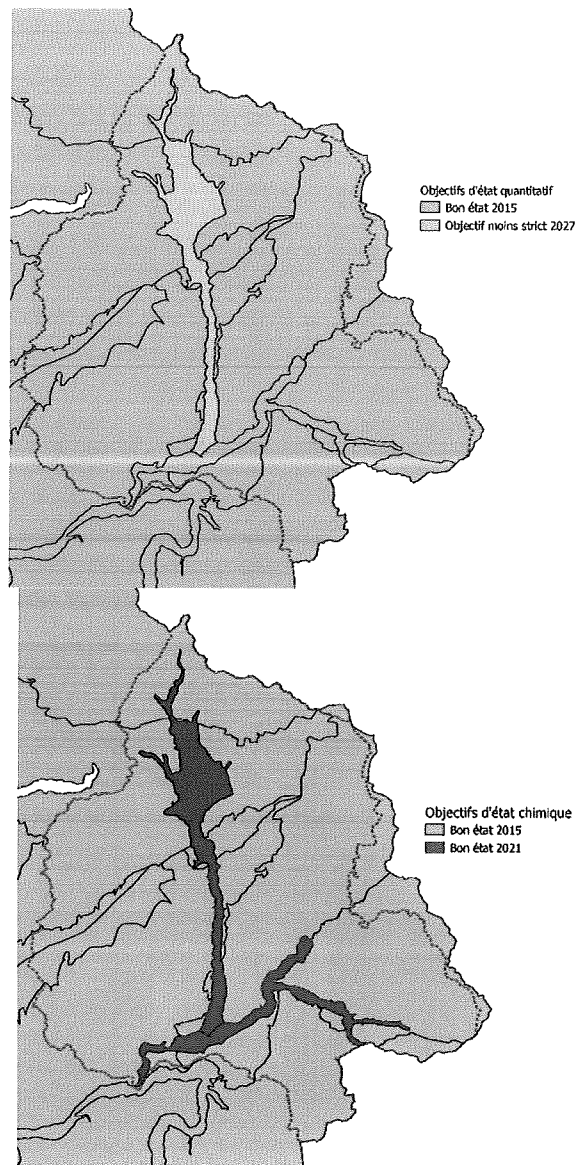 Objectifs d'état quantitatif
Bon état 2015
Objectif moins strict 2027
Objectifs d'état chimique
Bon état 2015
Bon état 2021